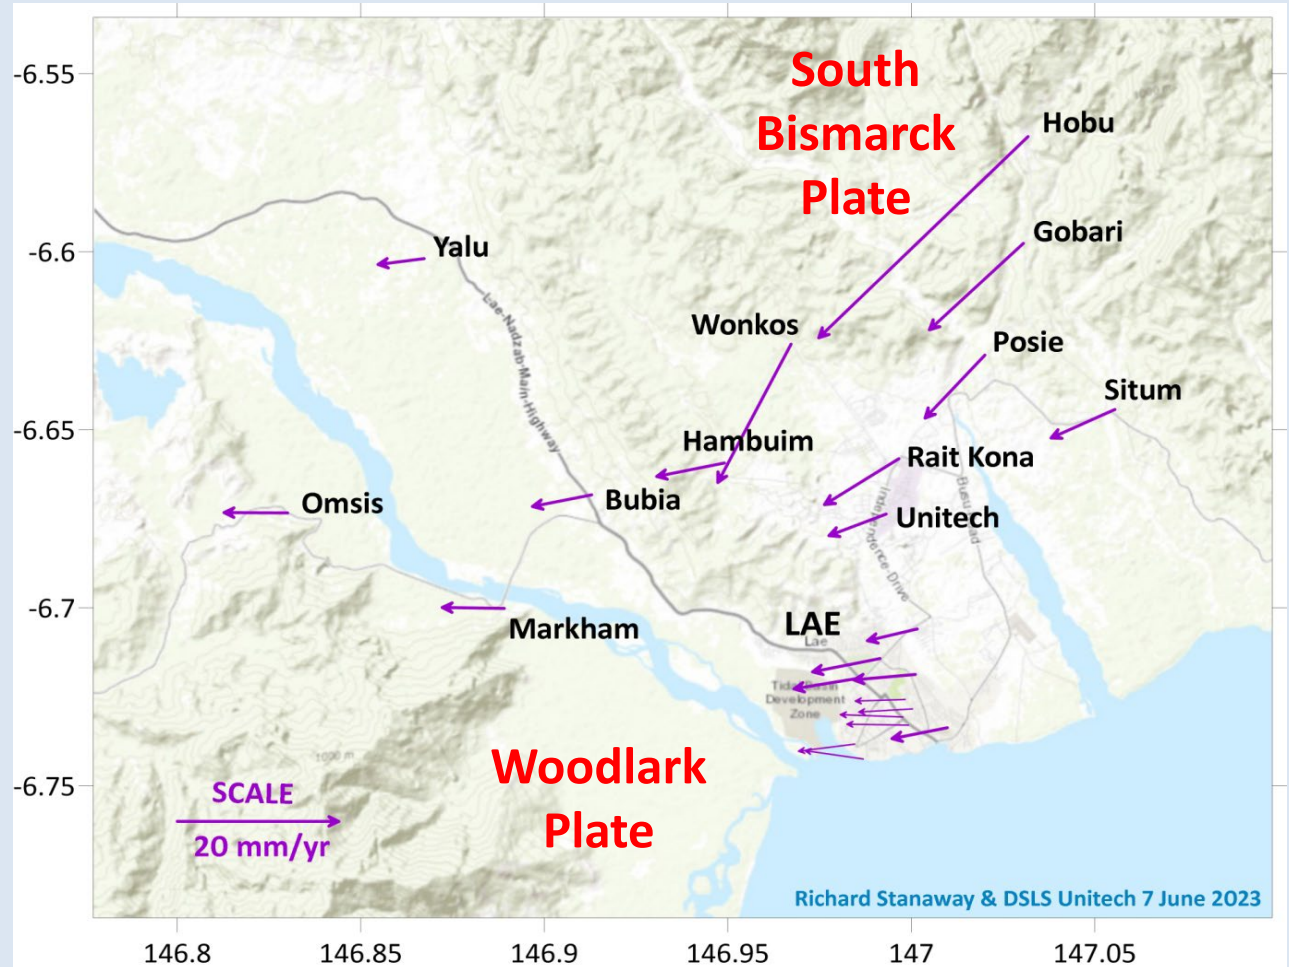 South
Bismarck
Plate
-6.55
Hobu
Gobari
Yalu
-6.6
Lae-Nadzab-Main-Highway
Wonkos
Posie
Situm
-6.65
Hambuim
Rait Kona
Bubia
Omsis
Unitech
Independence-Drive
Busu Road
-6.7
Markham
LAE
Lae
Tidal Basin
Development
Zone
Woodlark
Plate
1000 m
-6.75
SCALE
20 mm/yr
Richard Stanaway & DSLS Unitech 7 June 2023
146.8 146.85 146.9 146.95 147 147.05